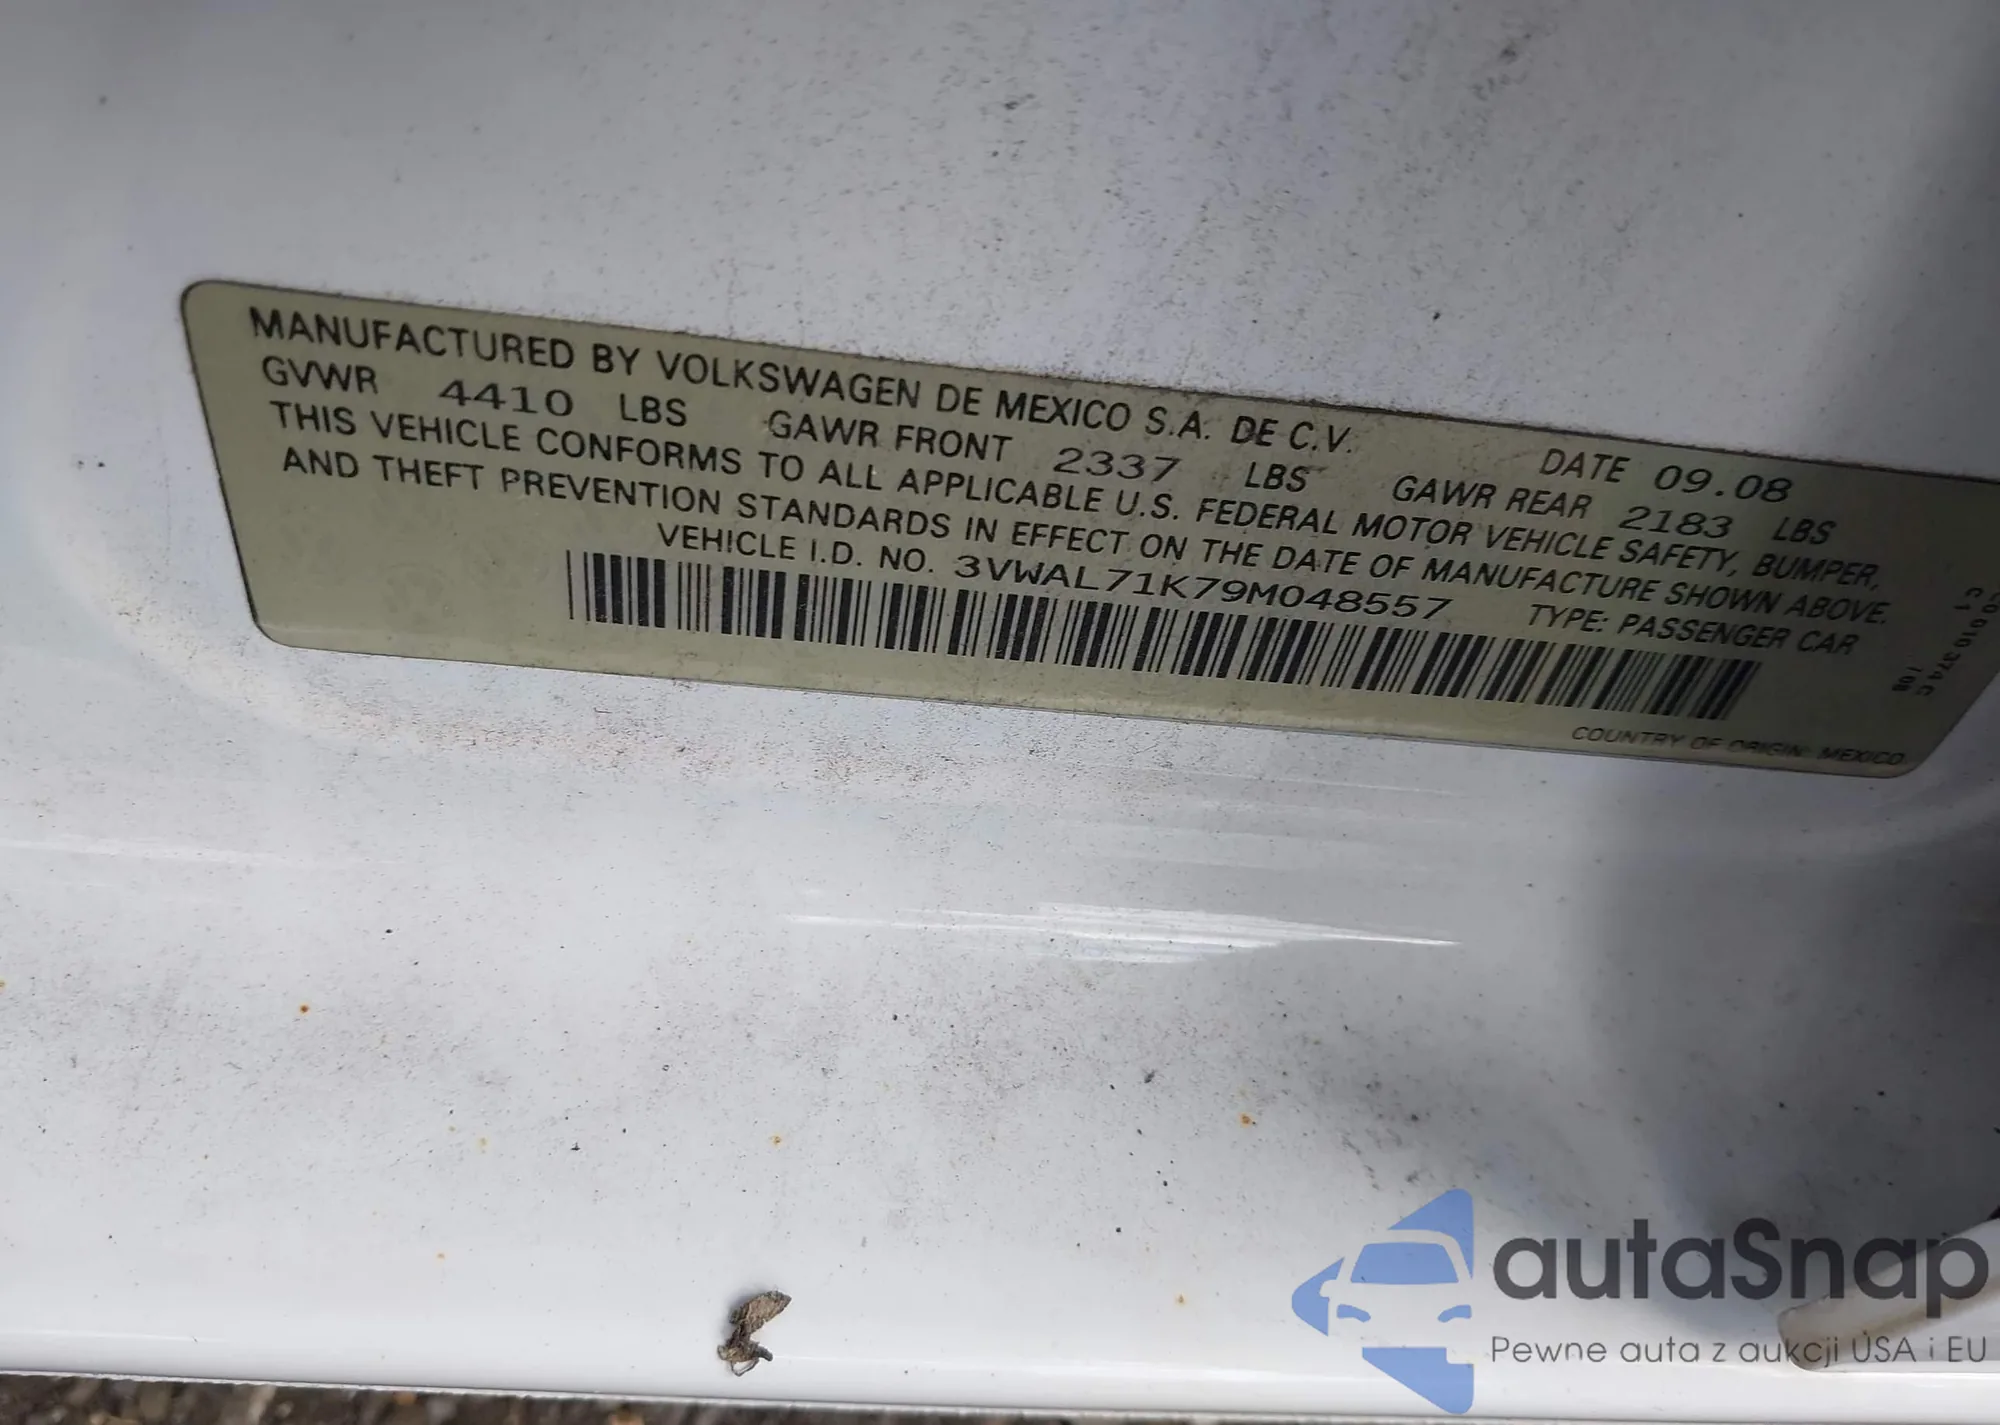 MANUFACTURED BY VOLKSWAGEN DE MEXICO S.A. DE C.V. DATE 09.08
GVWR 4410 LBS GAWR FRONT 2337 LBS GAWR REAR 2183 LBS
THIS VEHICLE CONFORMS TO ALL APPLICABLE U.S. FEDERAL MOTOR VEHICLE SAFETY, BUMPER,
AND THEFT PREVENTION STANDARDS IN EFFECT ON THE DATE OF MANUFACTURE SHOWN ABOVE.
VEHICLE I.D. NO. 3VWAL71K79M048557 TYPE: PASSENGER CAR
COUNTRY OF ORIGIN: MEXICO
autaSnap
Pewne auta z aukcji USA i EU